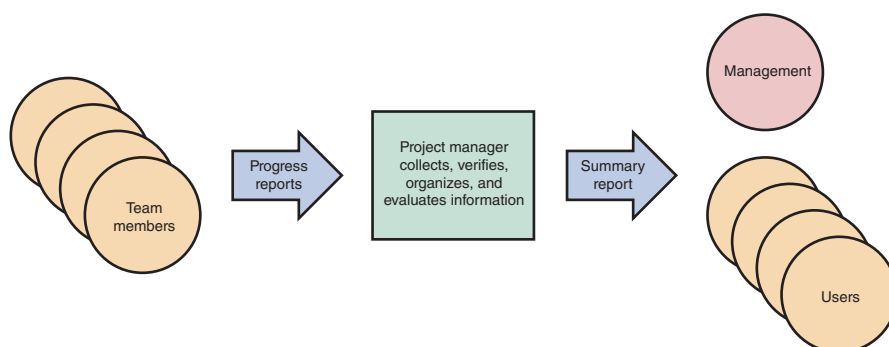 Team
members
Progress
reports
Project manager
collects, verifies,
organizes, and
evaluates information
Summary
report
Management
Users